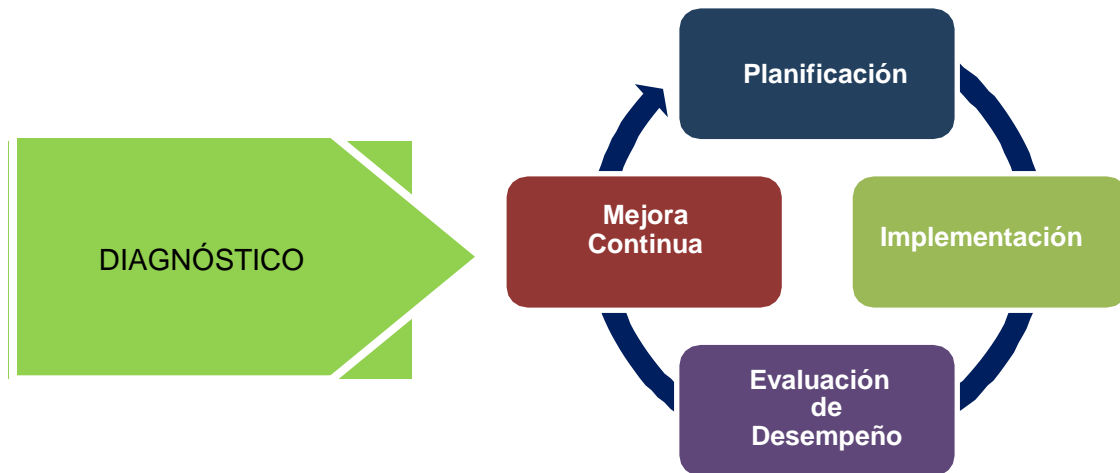 DIAGNÓSTICO
Planificación
Implementación
Evaluación
de
Desempeño
Mejora
Continua